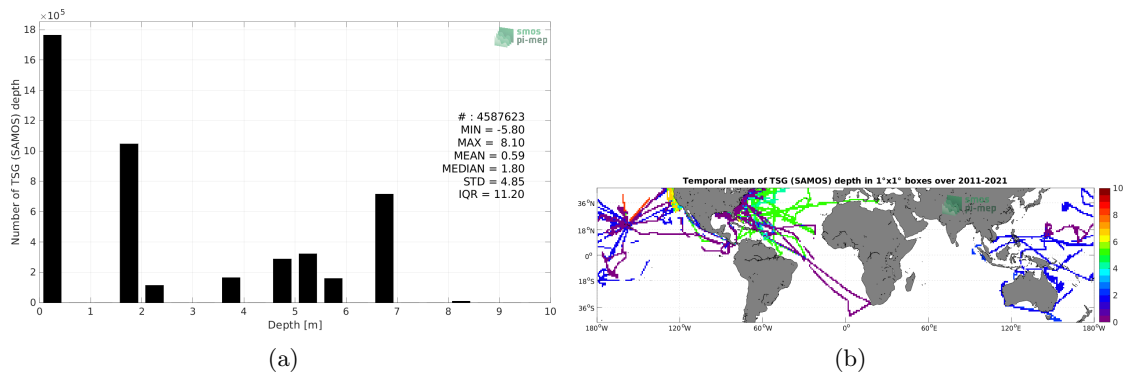 ×10⁵
18
16
14
12
10
8
6
4
2
0
Number of TSG (SAMOS) depth
smos
pi-mep
# : 4587623
MIN = -5.80
MAX = 8.10
MEAN = 0.59
MEDIAN = 1.80
STD = 4.85
IQR = 11.20
0 1 2 3 4 5 6 7 8 9 10
Depth [m]
(a)
Temporal mean of TSG (SAMOS) depth in 1°x1° boxes over 2011-2021
smos
pi-mep
36°N
18°N
0°
18°S
36°S
180°W 120°W 60°W 0° 60°E 120°E 180°W
10
8
6
4
2
0
(b)